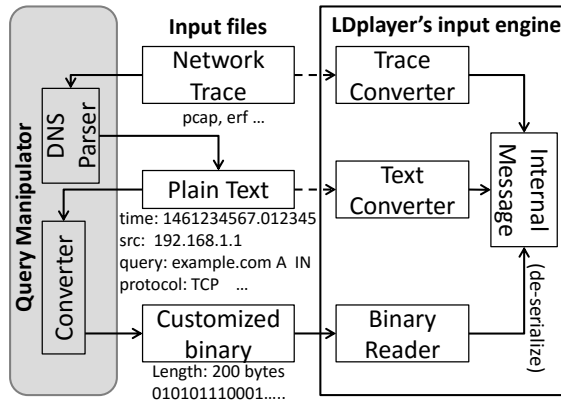 Input files
LDplayer's input engine
Query Manipulator
DNS
Parser
Converter
Network
Trace
pcap, erf ...
Plain Text
time: 1461234567.012345
src: 192.168.1.1
query: example.com A IN
protocol: TCP ...
Customized
binary
Length: 200 bytes
010101110001.....
Trace
Converter
Text
Converter
Binary
Reader
Internal
Message
(de-serialize)